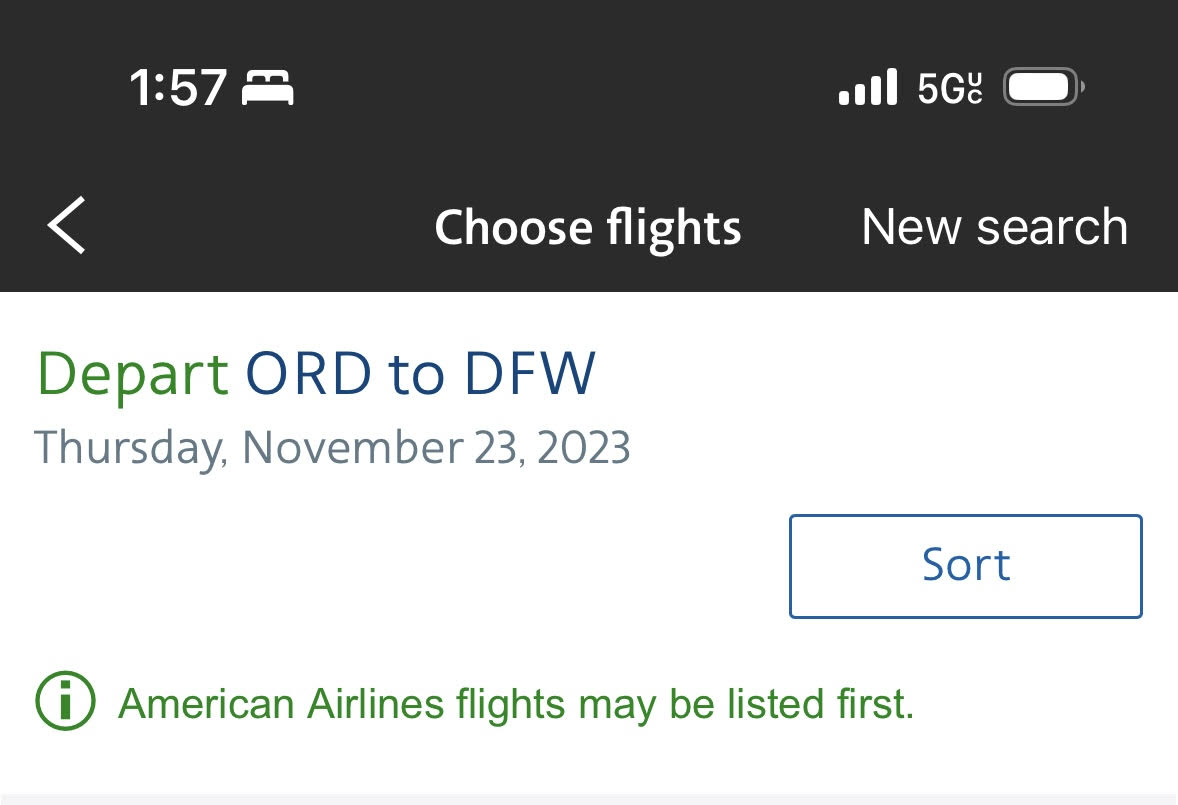 1:57 5G UC
Choose flights New search
Depart ORD to DFW
Thursday, November 23, 2023
Sort
American Airlines flights may be listed first.